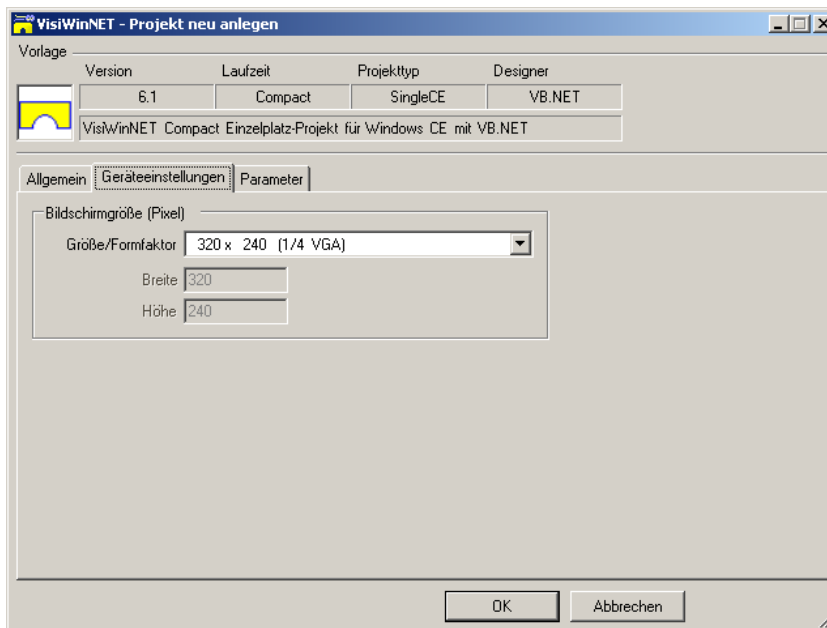 VisiWinNET - Projekt neu anlegen
Vorlage
Version Laufzeit Projekttyp Designer
6.1 Compact SingleCE VB.NET
VisiWinNET Compact Einzelplatz-Projekt für Windows CE mit VB.NET
Allgemein Geräteeinstellungen Parameter
Bildschirmgröße (Pixel)
Größe/Formfaktor 320 x 240 (1/4 VGA)
Breite 320
Höhe 240
OK Abbrechen